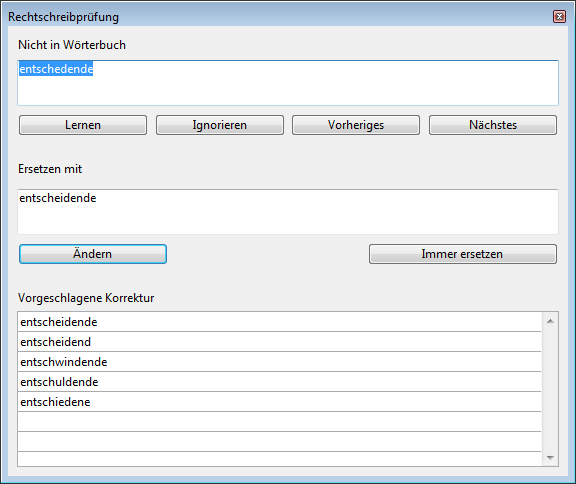 Rechtschreibprüfung
Nicht in Wörterbuch
entschedende
Lernen Ignorieren Vorheriges Nächstes
Ersetzen mit
entscheidende
Ändern Immer ersetzen
Vorgeschlagene Korrektur
entscheidende
entscheidend
entschwindende
entschuldende
entschiedene